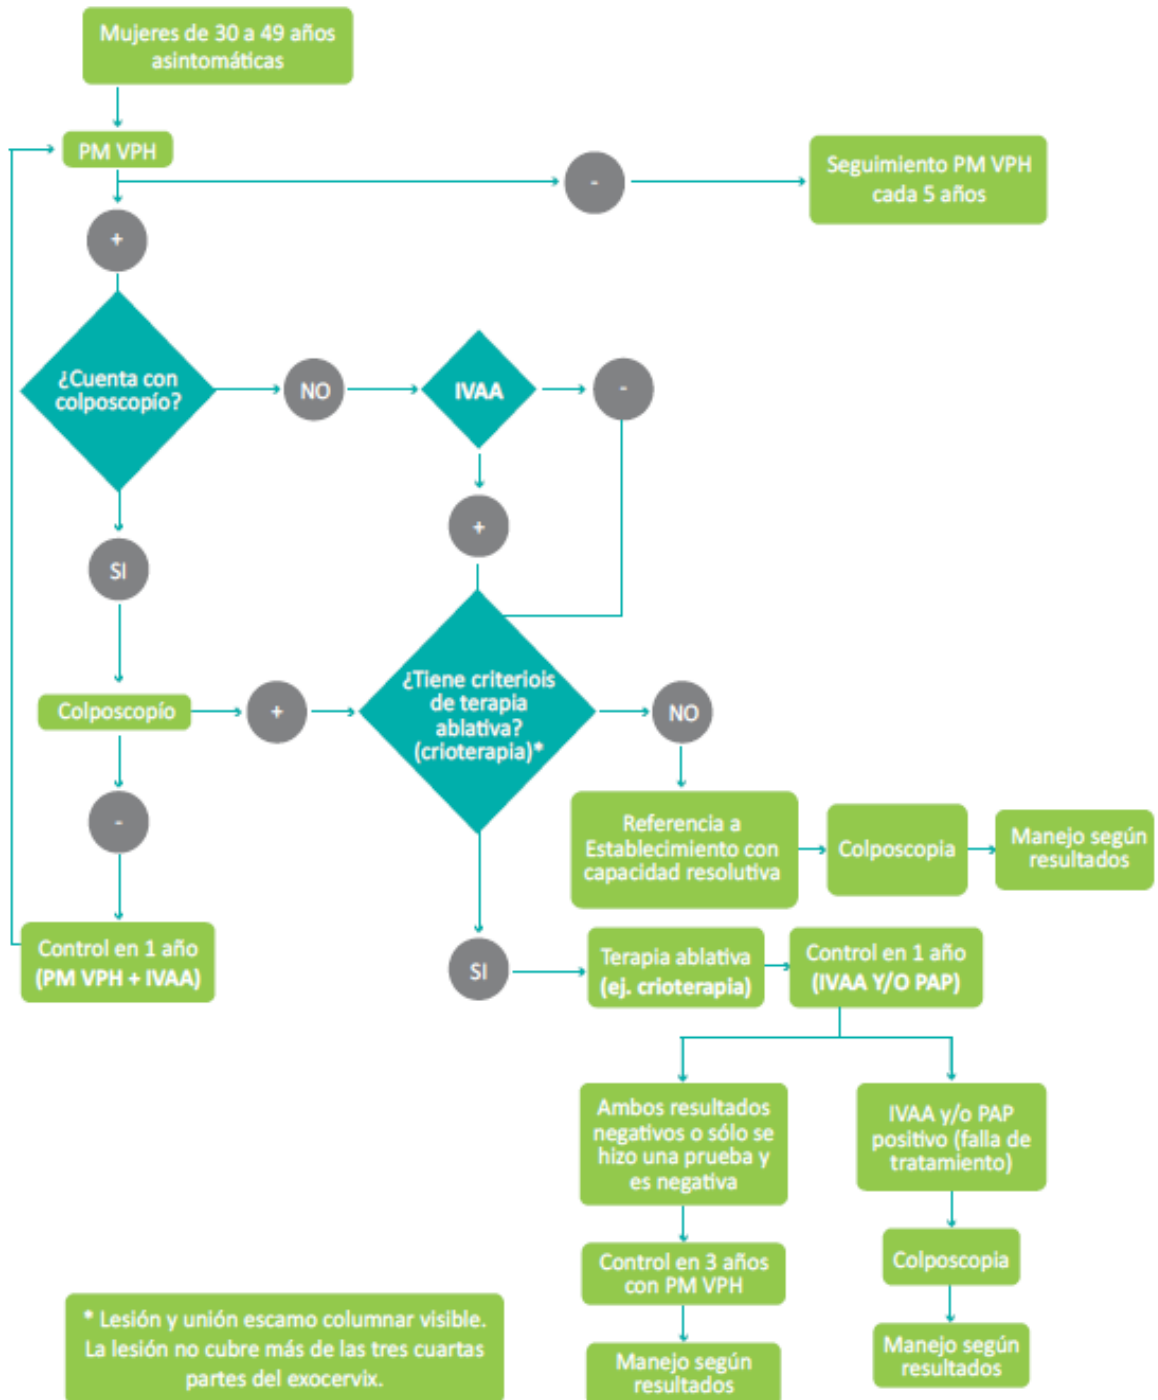 Mujeres de 30 a 49 años
asintomáticas
PM VPH
-
Seguimiento PM VPH
cada 5 años
+
¿Cuenta con
colposcopío?
NO
IVAA
-
+
SI
¿Tiene criteriois
de terapia
ablativa?
(crioterapia)*
Colposcopío
+
NO
-
Referencia a
Establecimiento con
capacidad resolutiva
Colposcopia
Manejo según
resultados
Control en 1 año
(PM VPH + IVAA)
SI
Terapia ablativa
(ej. crioterapia)
Control en 1 año
(IVAA Y/O PAP)
Ambos resultados
negativos o sólo se
hizo una prueba y
es negativa
IVAA y/o PAP
positivo (falla de
tratamiento)
Control en 3 años
con PM VPH
Colposcopia
Manejo según
resultados
Manejo según
resultados
* Lesión y unión escamo columnar visible.
La lesión no cubre más de las tres cuartas
partes del exocervix.